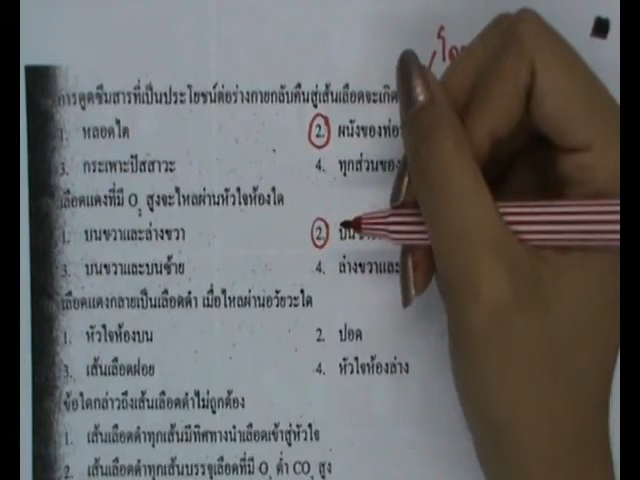 การดูดซึมสารที่เป็นประโยชน์ต่อร่างกายกลับคืนสู่เส้นเลือดจะเกิด
1. หลอดไต 2. ผนังของท่อ
3. กระเพาะปัสสาวะ 4. ทุกส่วนของ
เลือดแดงที่มี O₂ สูงจะไหลผ่านหัวใจห้องใด
1. บนขวาและล่างขวา 2.
3. บนขวาและบนซ้าย 4. ล่างขวาและ
เลือดแดงกลายเป็นเลือดดำ เมื่อไหลผ่านอวัยวะใด
1. หัวใจห้องบน 2. ปอด
3. เส้นเลือดฝอย 4. หัวใจห้องล่าง
ข้อใดกล่าวถึงเส้นเลือดดำไม่ถูกต้อง
1. เส้นเลือดดำทุกเส้นมีทิศทางนำเลือดเข้าสู่หัวใจ
2. เส้นเลือดดำทุกเส้นบรรจุเลือดที่มี O₂ ต่ำ CO₂ สูง